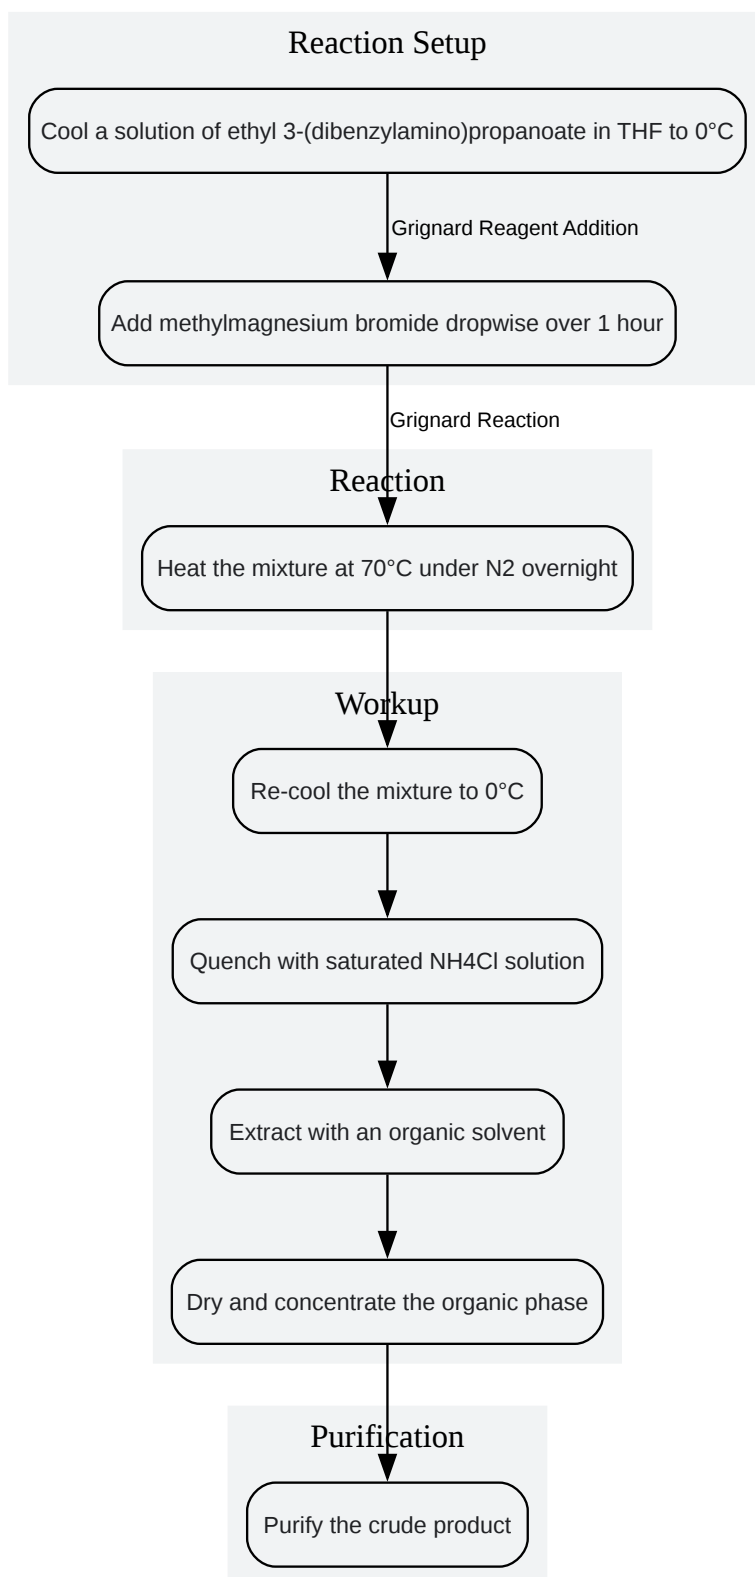 Reaction Setup
Cool a solution of ethyl 3-(dibenzylamino)propanoate in THF to 0°C
Grignard Reagent Addition
Add methylmagnesium bromide dropwise over 1 hour
Grignard Reaction
Reaction
Heat the mixture at 70°C under N2 overnight
Workup
Re-cool the mixture to 0°C
Quench with saturated NH4Cl solution
Extract with an organic solvent
Dry and concentrate the organic phase
Purification
Purify the crude product